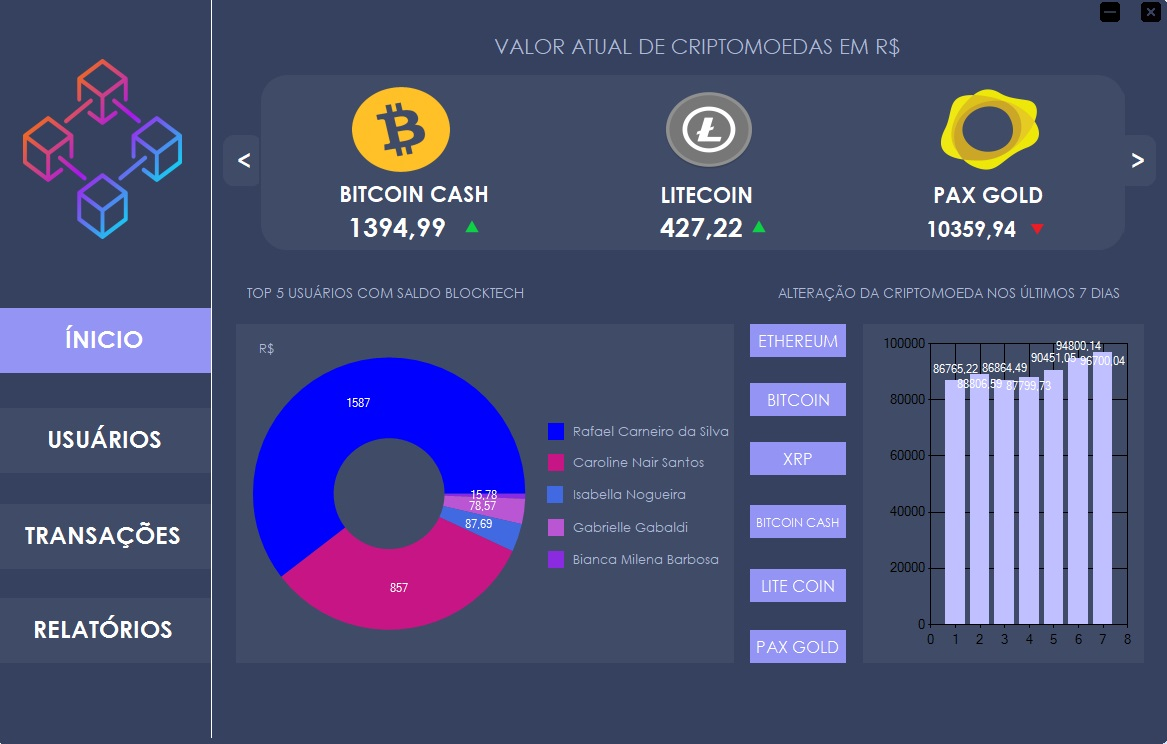 VALOR ATUAL DE CRIPTOMOEDAS EM R$
<
>
BITCOIN CASH
1394,99
LITECOIN
427,22
PAX GOLD
10359,94
ÍNICIO
USUÁRIOS
TRANSAÇÕES
RELATÓRIOS
TOP 5 USUÁRIOS COM SALDO BLOCKTECH
R$
1587
857
87,69
78,57
15,78
Rafael Carneiro da Silva
Caroline Nair Santos
Isabella Nogueira
Gabrielle Gabaldi
Bianca Milena Barbosa
ETHEREUM
BITCOIN
XRP
BITCOIN CASH
LITE COIN
PAX GOLD
ALTERAÇÃO DA CRIPTOMOEDA NOS ÚLTIMOS 7 DIAS
100000
80000
60000
40000
20000
0
86765,22
88806,59
86864,49
87799,73
90451,05
94800,14
96700,04
0 1 2 3 4 5 6 7 8